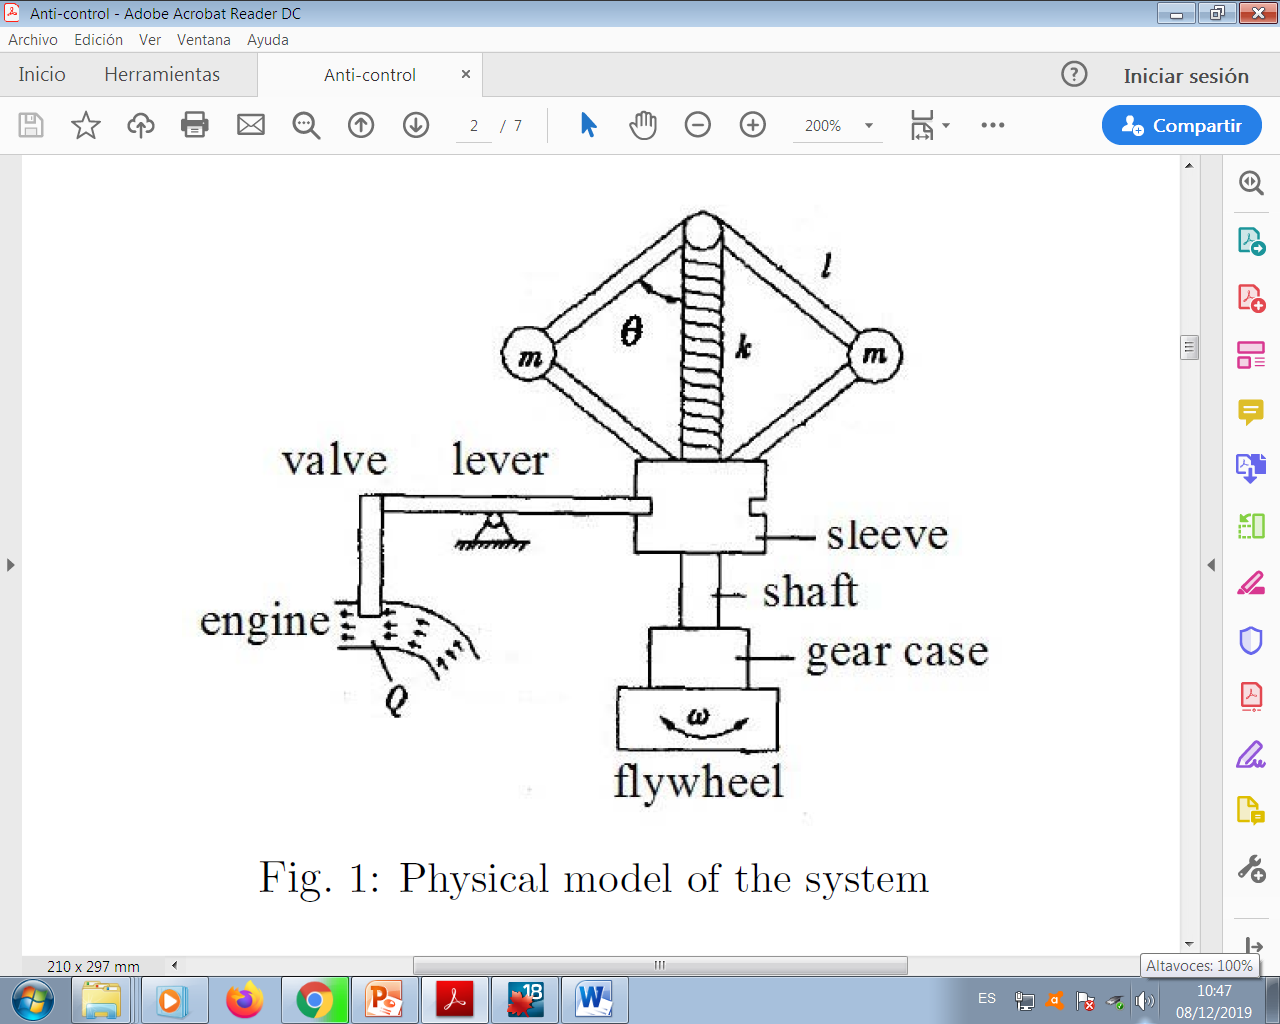 Anti-control - Adobe Acrobat Reader DC
Archivo Edición Ver Ventana Ayuda
Inicio Herramientas Anti-control × ? Iniciar sesión
2 / 7 200% Compartir
l
θ
k
m m
valve lever
sleeve
shaft
engine
gear case
Q
ω
flywheel
Fig. 1: Physical model of the system
210 x 297 mm
Altavoces: 100%
18
ES 10:47
08/12/2019